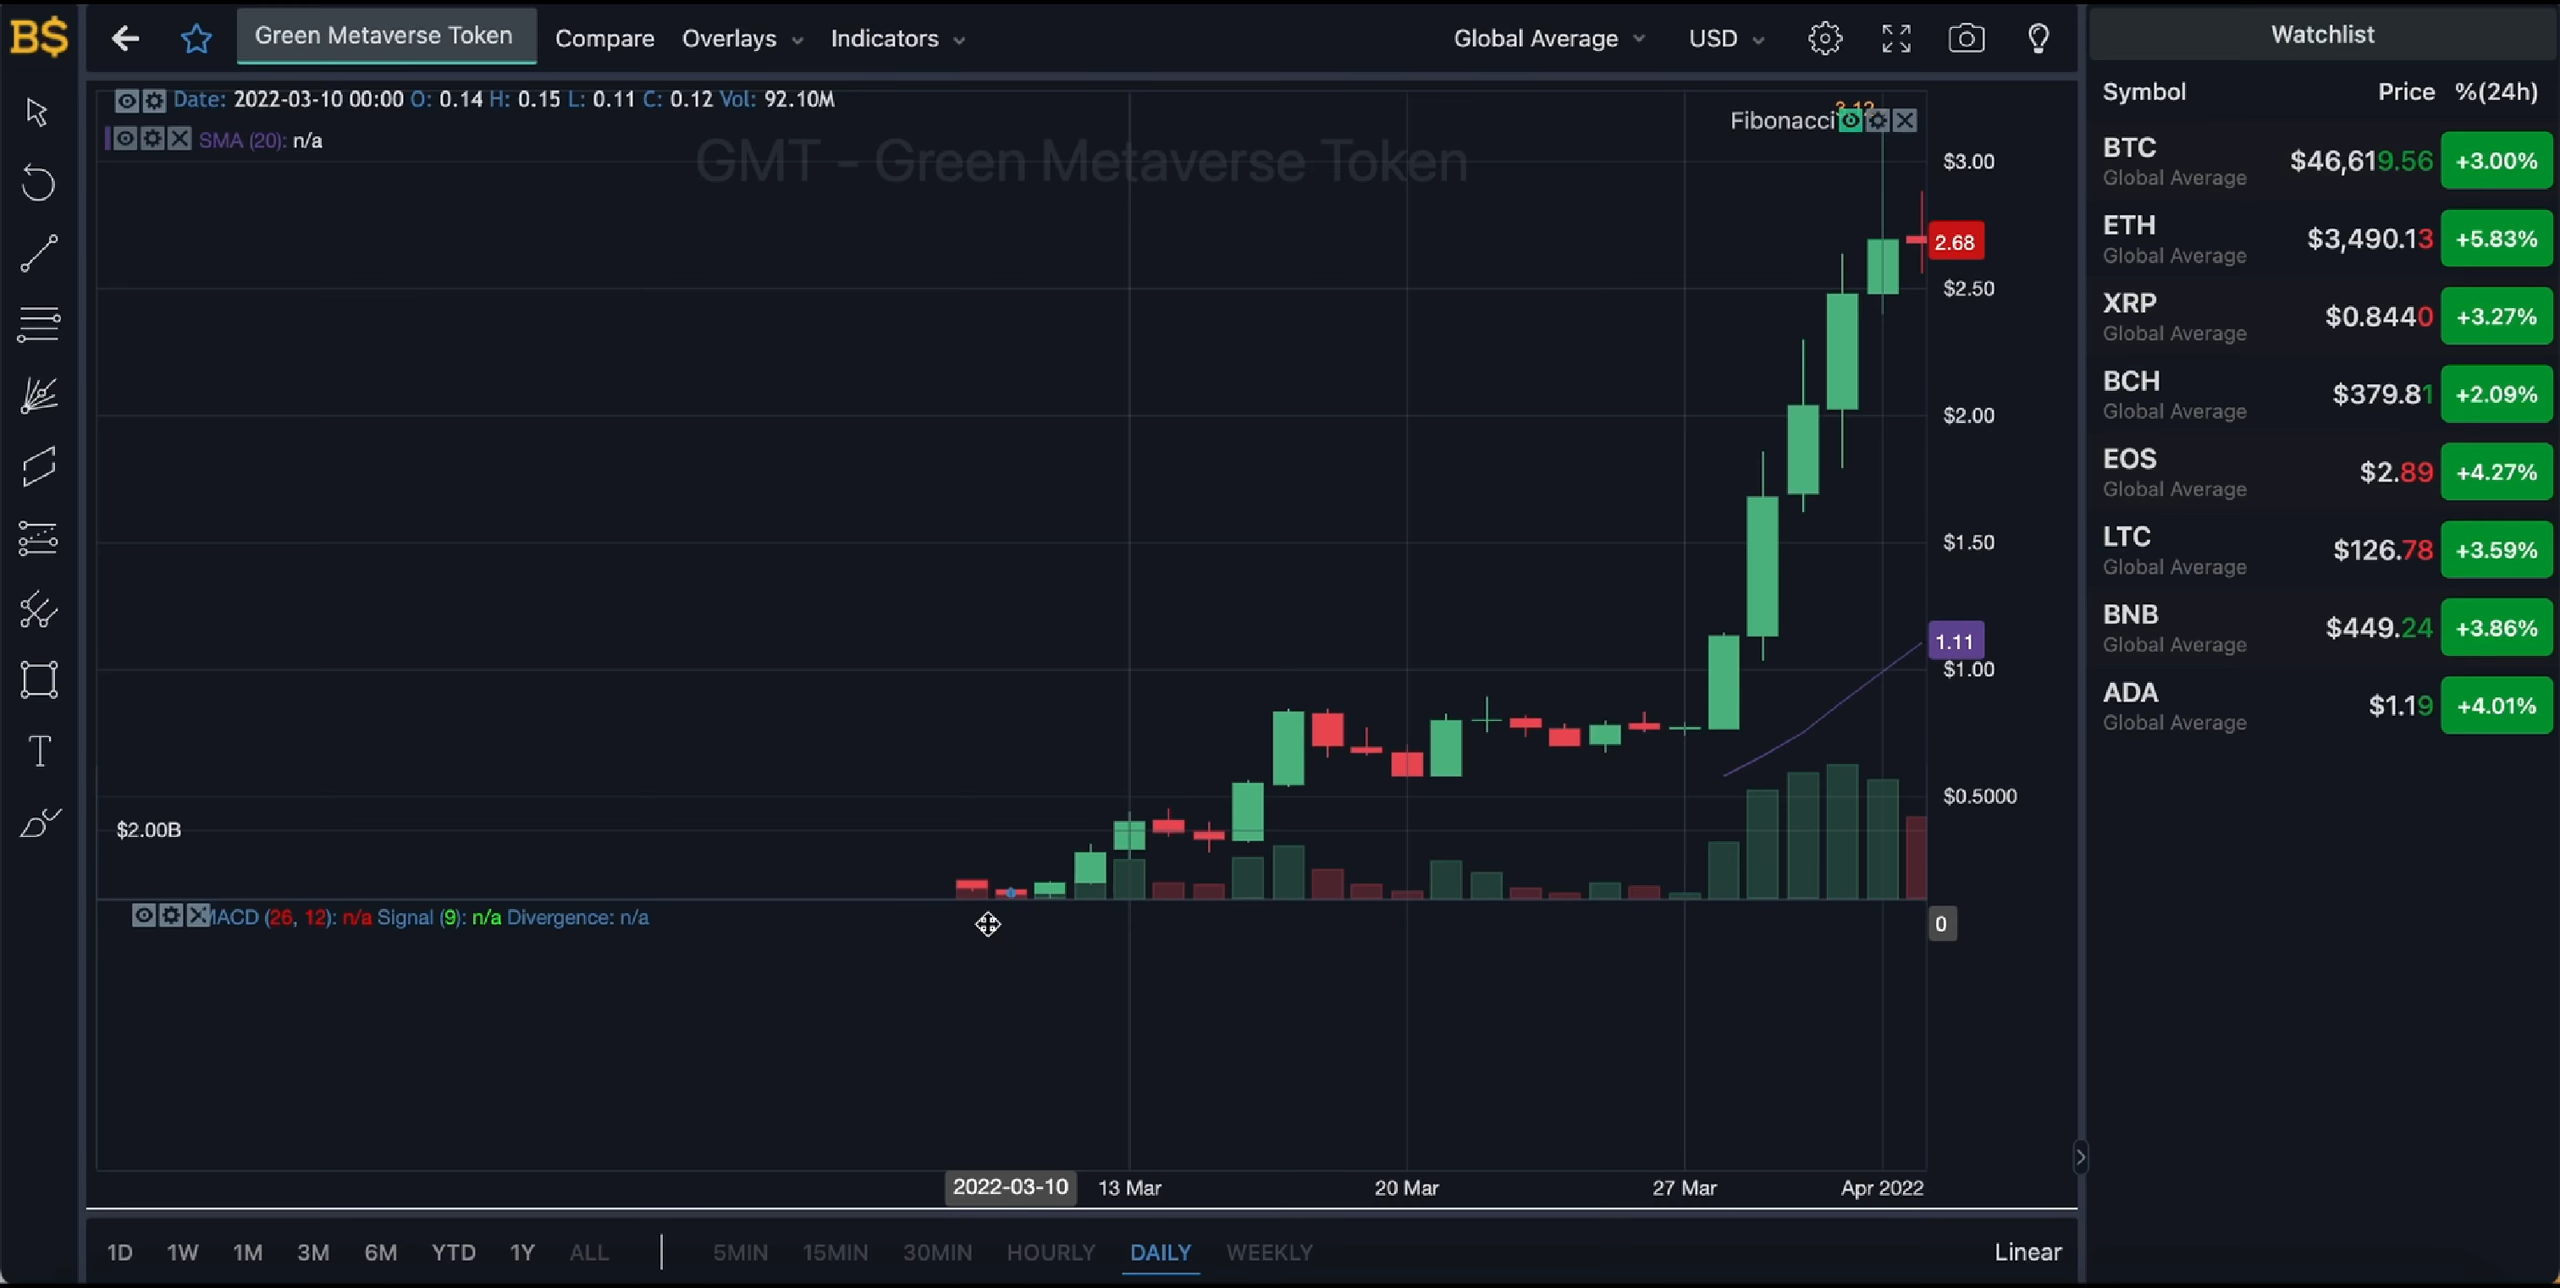 B$
Green Metaverse Token Compare Overlays Indicators Global Average USD
Date: 2022-03-10 00:00 O: 0.14 H: 0.15 L: 0.11 C: 0.12 Vol: 92.10M
SMA (20): n/a
GMT - Green Metaverse Token
3.12
Fibonacci
$3.00
2.68
$2.50
$2.00
$1.50
1.11
$1.00
$0.5000
$2.00B
MACD (26, 12): n/a Signal (9): n/a Divergence: n/a
0
2022-03-10 13 Mar 20 Mar 27 Mar Apr 2022
1D 1W 1M 3M 6M YTD 1Y ALL 5MIN 15MIN 30MIN HOURLY DAILY WEEKLY Linear
Watchlist
Symbol Price %(24h)
BTC $46,619.56 +3.00%
Global Average
ETH $3,490.13 +5.83%
Global Average
XRP $0.8440 +3.27%
Global Average
BCH $379.81 +2.09%
Global Average
EOS $2.89 +4.27%
Global Average
LTC $126.78 +3.59%
Global Average
BNB $449.24 +3.86%
Global Average
ADA $1.19 +4.01%
Global Average